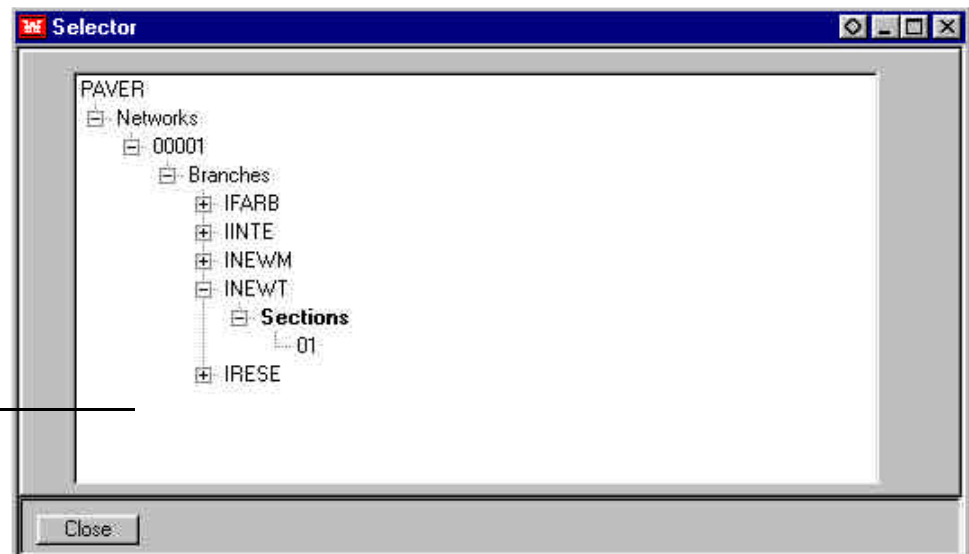 Selector
PAVER
Networks
00001
Branches
IFARB
IINTE
INEWM
INEWT
Sections
01
IRESE
Close